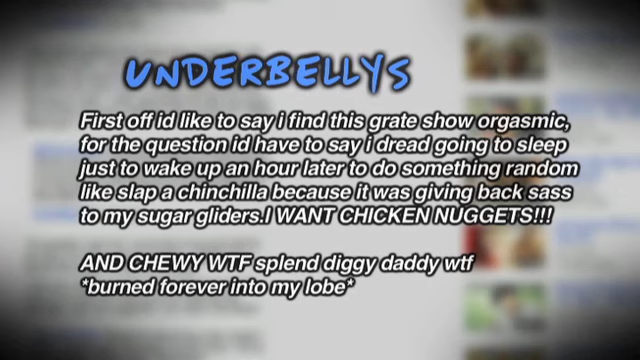 UNDERBELLYS
First off id like to say i find this grate show orgasmic,
for the question id have to say i dread going to sleep
just to wake up an hour later to do something random
like slap a chinchilla because it was giving back sass
to my sugar gliders.I WANT CHICKEN NUGGETS!!!
AND CHEWY WTF splend diggy daddy wtf
*burned forever into my lobe*